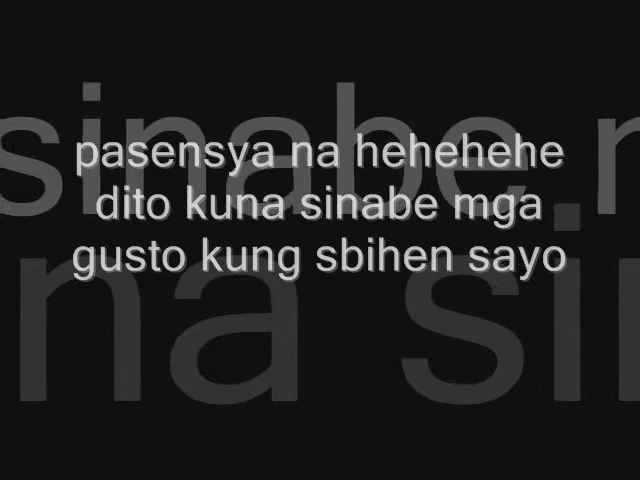 pasensya na hehehehe
dito kuna sinabe mga
gusto kung sbihen sayo